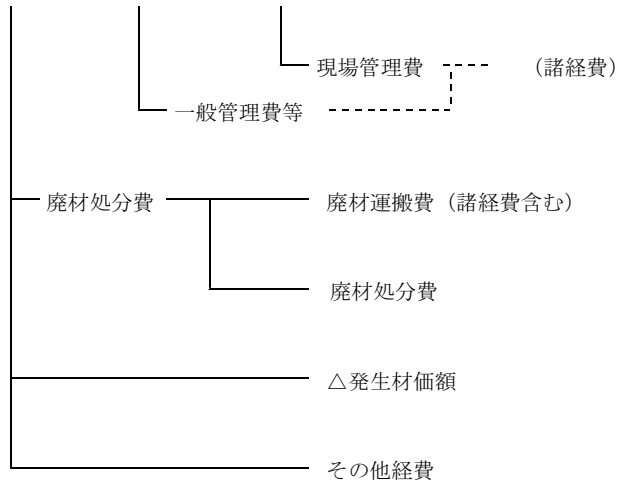 現場管理費 （諸経費）
一般管理費等
廃材処分費 廃材運搬費（諸経費含む）
廃材処分費
△発生材価額
その他経費